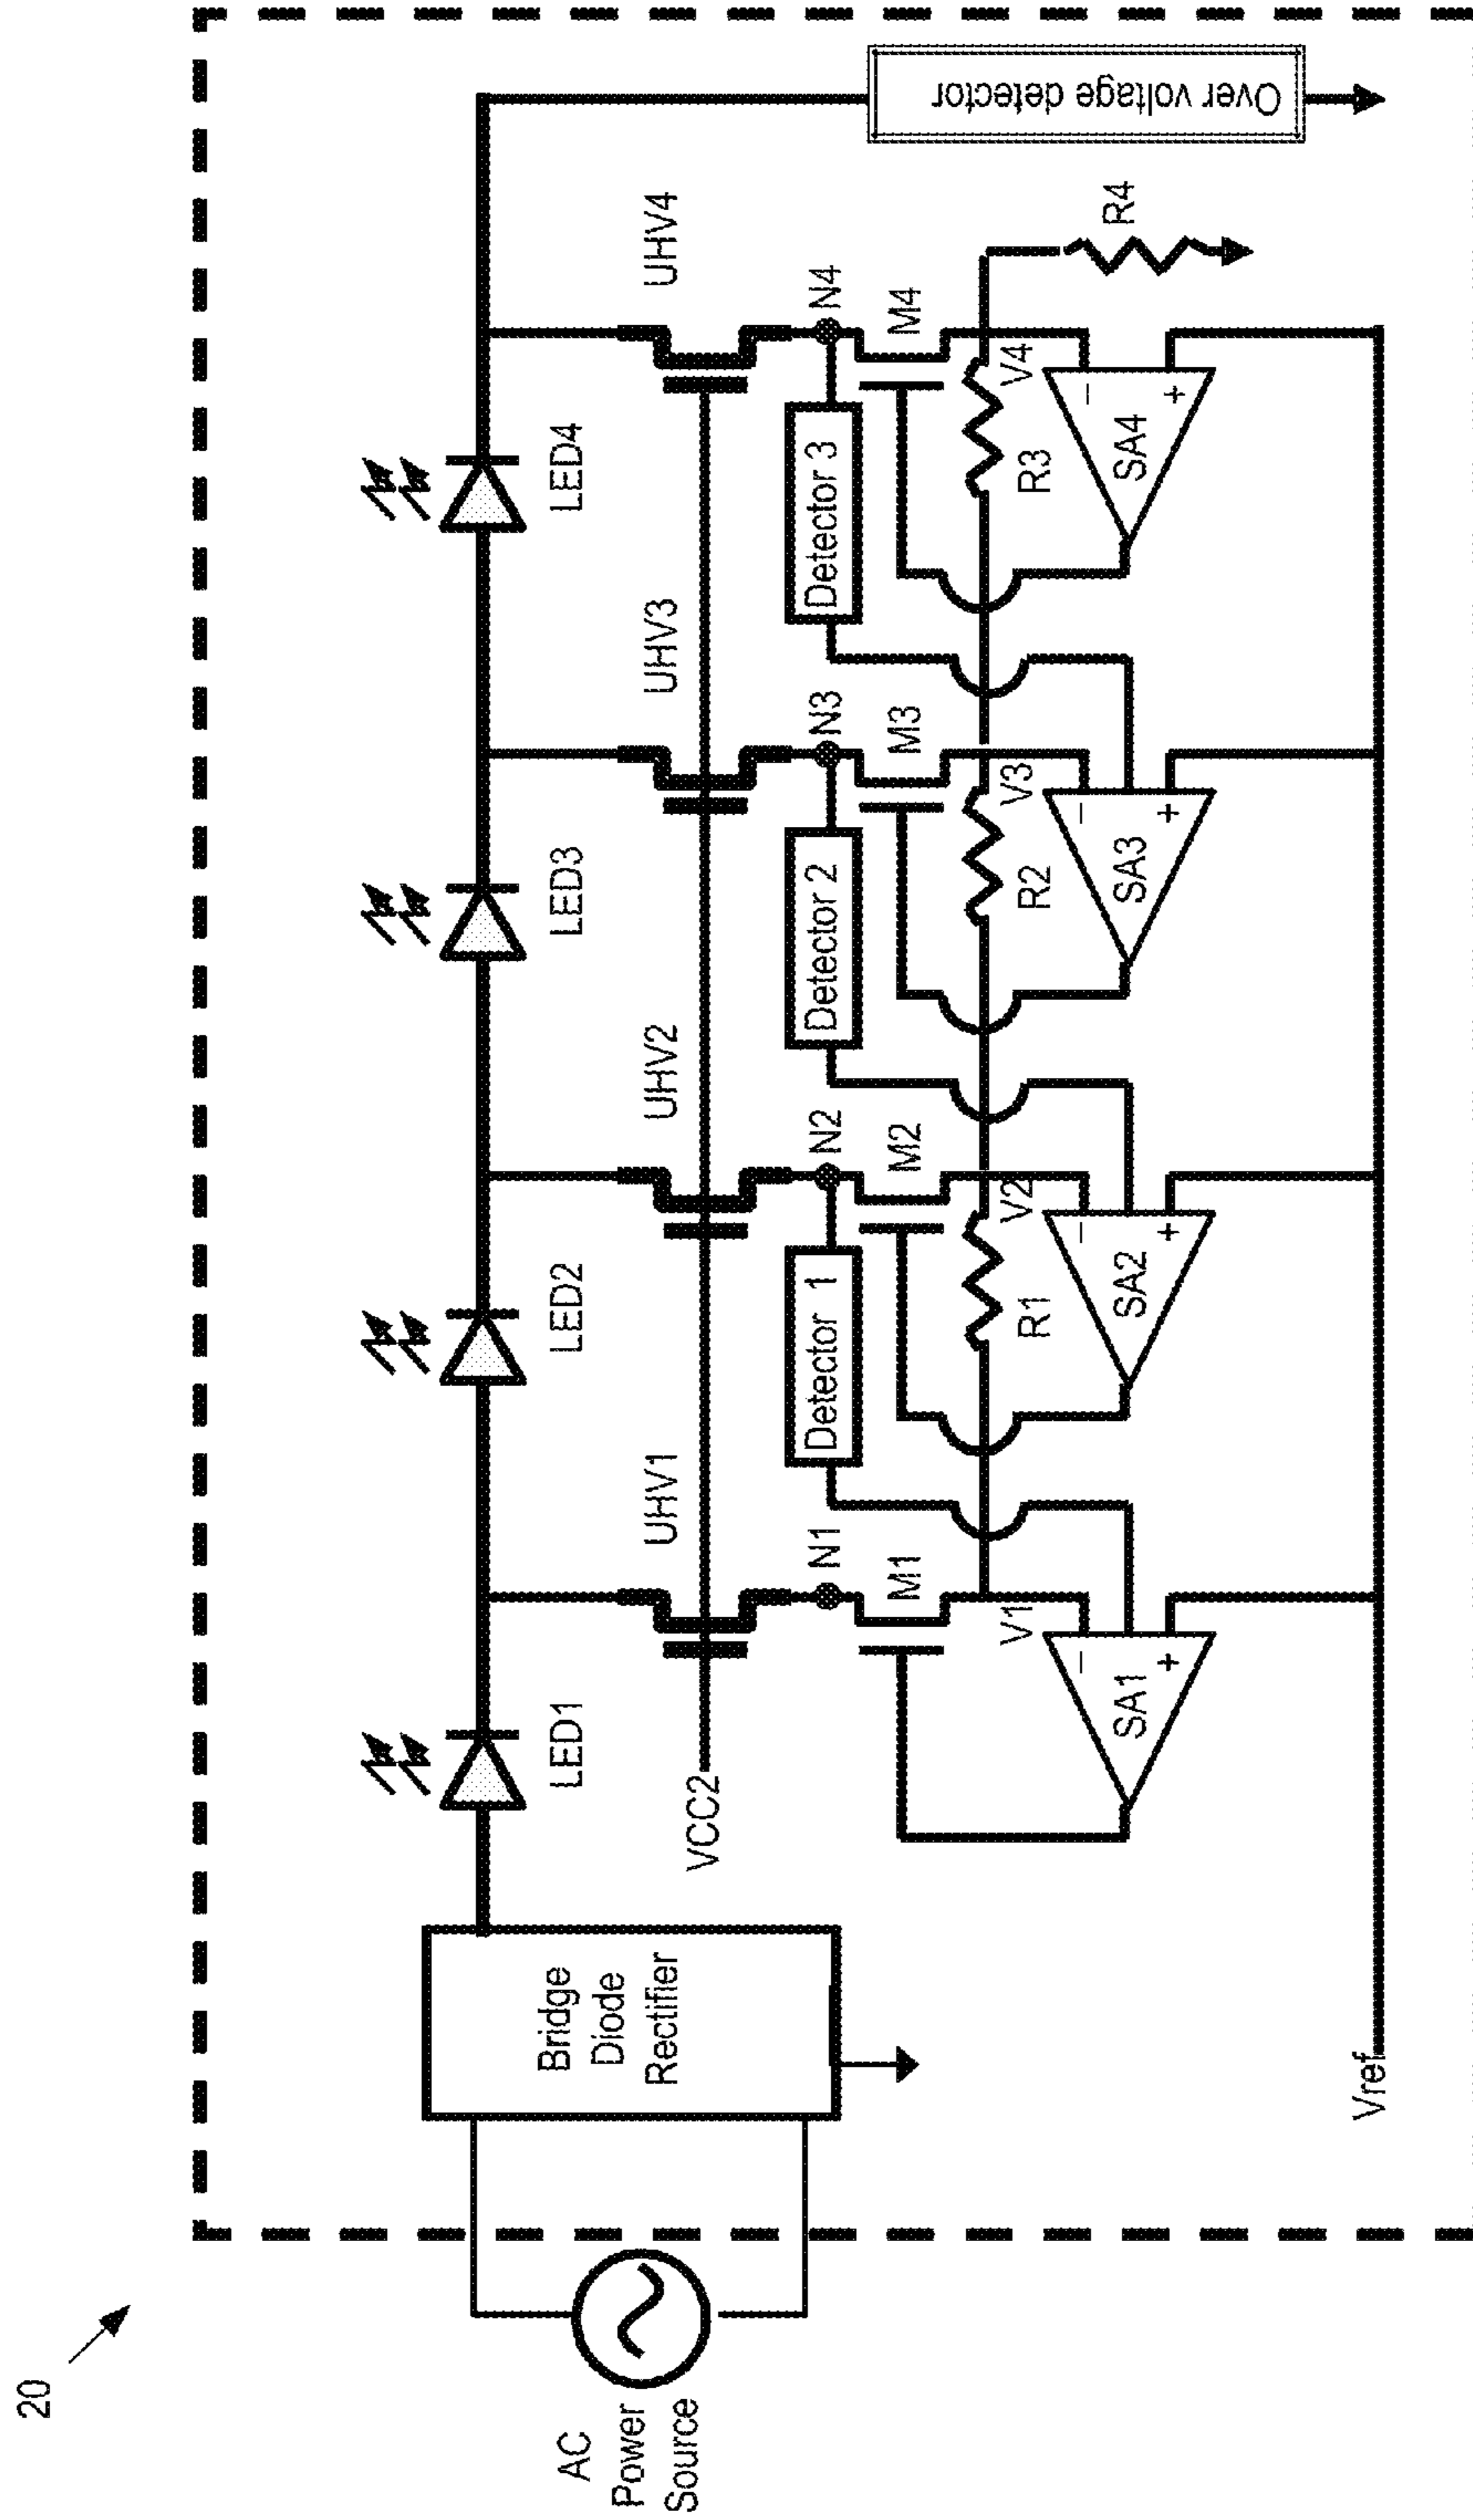 20
AC
Power
Source
Bridge
Diode
Rectifier
LED1
LED2
LED3
LED4
UHV1
UHV2
UHV3
UHV4
VCC2
N1
N2
N3
N4
Detector 1
Detector 2
Detector 3
M1
M2
M3
M4
V1
V2
V3
V4
R1
R2
R3
R4
−
+
SA1
−
+
SA2
−
+
SA3
−
+
SA4
Over voltage detector
Vref